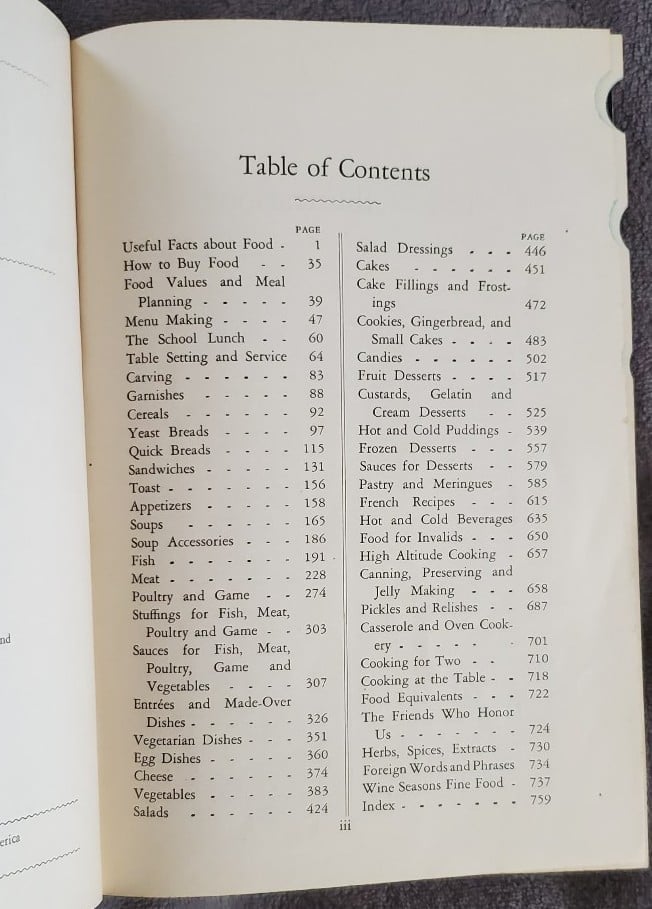 Table of Contents
PAGE
Useful Facts about Food - 1
How to Buy Food - - 35
Food Values and Meal
Planning - - - - - 39
Menu Making - - - - 47
The School Lunch - - 60
Table Setting and Service 64
Carving - - - - - - 83
Garnishes - - - - - 88
Cereals - - - - - - 92
Yeast Breads - - - - 97
Quick Breads - - - - 115
Sandwiches - - - - - 131
Toast - - - - - - - 156
Appetizers - - - - - 158
Soups - - - - - - 165
Soup Accessories - - - 186
Fish - - - - - - - 191
Meat - - - - - - - 228
Poultry and Game - - 274
Stuffings for Fish, Meat,
Poultry and Game - - 303
Sauces for Fish, Meat,
Poultry, Game and
Vegetables - - - - 307
Entrées and Made-Over
Dishes - - - - - - 326
Vegetarian Dishes - - - 351
Egg Dishes - - - - - 360
Cheese - - - - - - 374
Vegetables - - - - - 383
Salads - - - - - - 424
PAGE
Salad Dressings - - - 446
Cakes - - - - - - 451
Cake Fillings and Frost-
ings 472
Cookies, Gingerbread, and
Small Cakes - - - - 483
Candies - - - - - - 502
Fruit Desserts - - - - 517
Custards, Gelatin and
Cream Desserts - - 525
Hot and Cold Puddings - 539
Frozen Desserts - - - 557
Sauces for Desserts - - 579
Pastry and Meringues - 585
French Recipes - - - 615
Hot and Cold Beverages 635
Food for Invalids - - - 650
High Altitude Cooking - 657
Canning, Preserving and
Jelly Making - - - 658
Pickles and Relishes - - 687
Casserole and Oven Cook-
ery - - - - - - 701
Cooking for Two - - 710
Cooking at the Table - - 718
Food Equivalents - - - 722
The Friends Who Honor
Us - - - - - - - 724
Herbs, Spices, Extracts - 730
Foreign Words and Phrases 734
Wine Seasons Fine Food - 737
Index - - - - - - - 759
iii